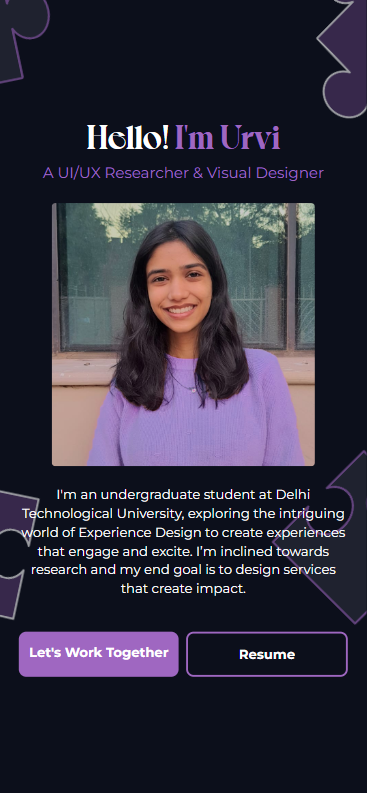 Hello! I'm Urvi
A UI/UX Researcher & Visual Designer
I'm an undergraduate student at Delhi
Technological University, exploring the intriguing
world of Experience Design to create experiences
that engage and excite. I'm inclined towards
research and my end goal is to design services
that create impact.
Let's Work Together
Resume